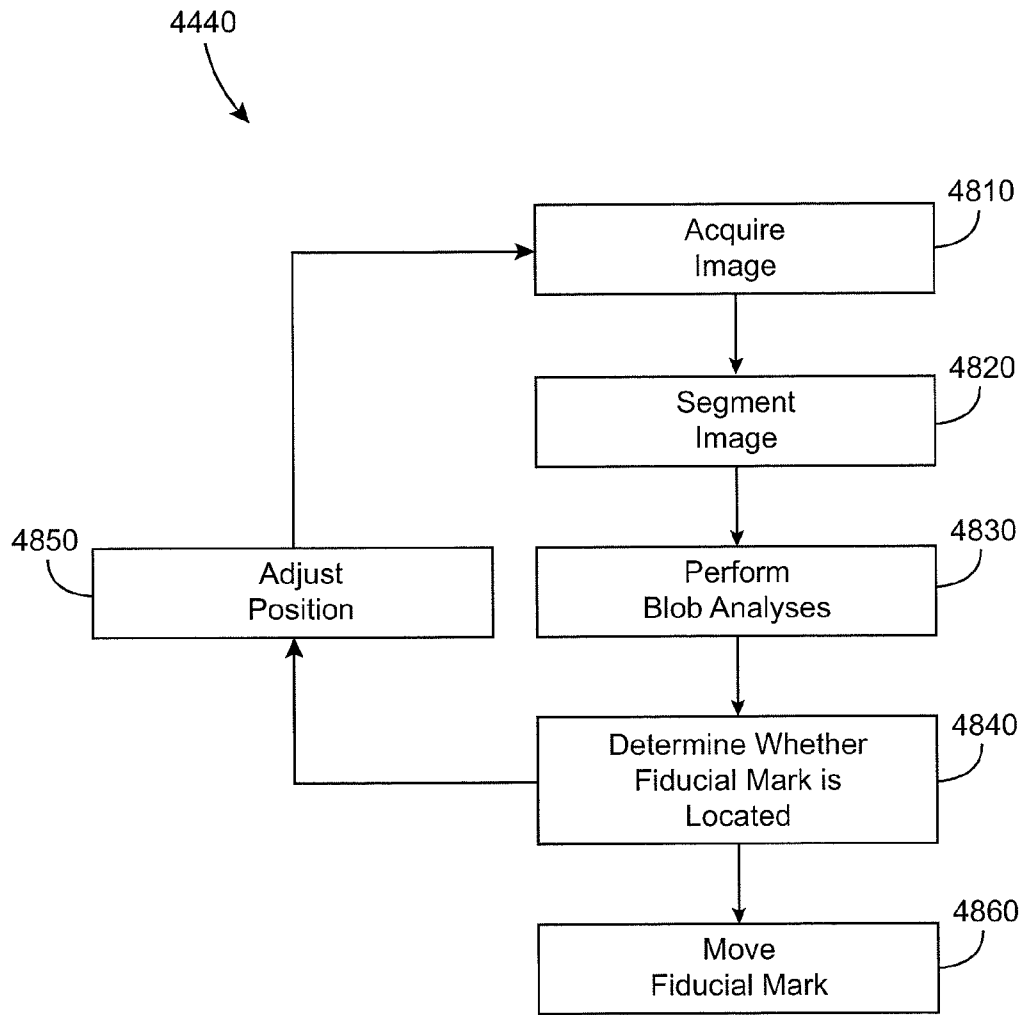 4440
4810
Acquire
Image
4820
Segment
Image
4830
Perform
Blob Analyses
4840
Determine Whether
Fiducial Mark is
Located
4850
Adjust
Position
4860
Move
Fiducial Mark